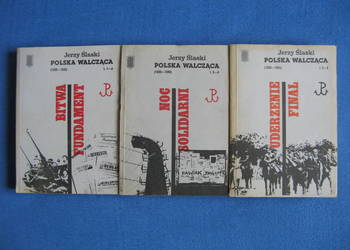 Jerzy Ślaski
POLSKA WALCZĄCA
(1939-1945)
BITWA
FUNDAMENT
Jerzy Ślaski
POLSKA WALCZĄCA
(1939-1945)
NOC
SOLIDARNI
PAWIAK
Jerzy Ślaski
POLSKA WALCZĄCA
(1939-1945)
UDERZENIE
FINAŁ